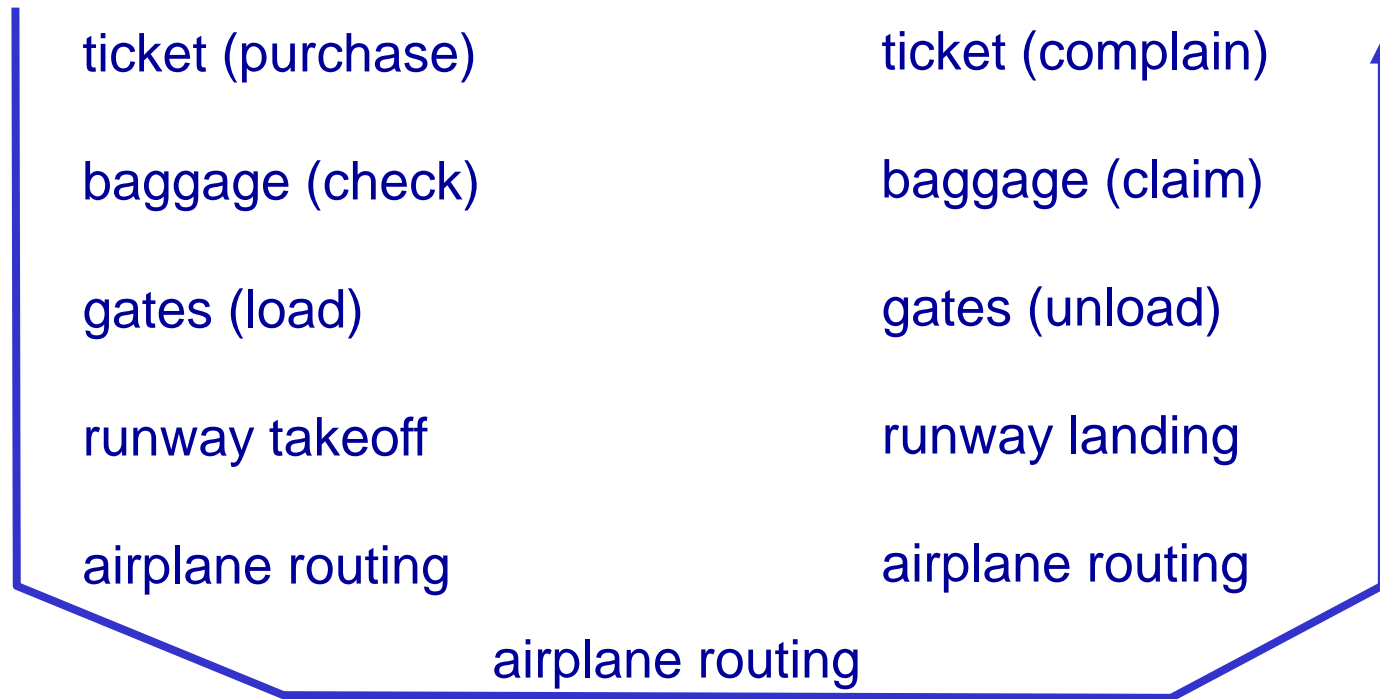 ticket (purchase)
baggage (check)
gates (load)
runway takeoff
airplane routing
ticket (complain)
baggage (claim)
gates (unload)
runway landing
airplane routing
airplane routing